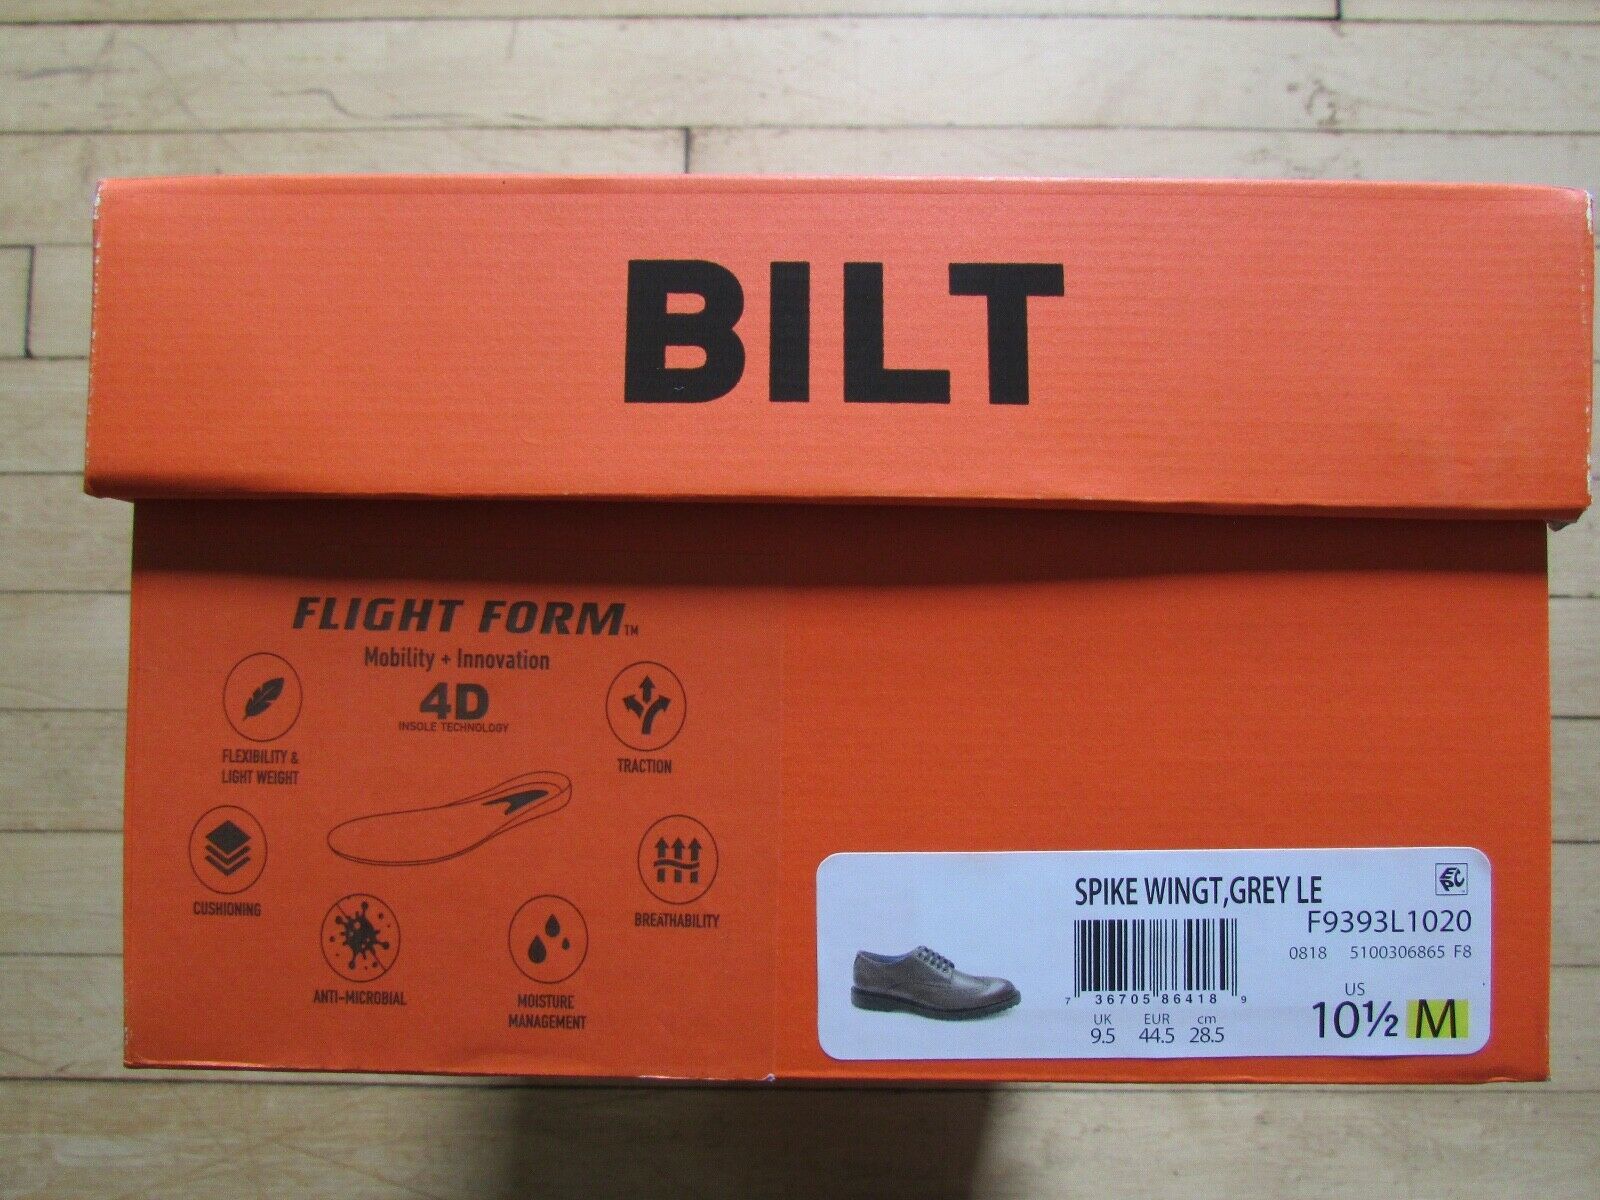 BILT
FLIGHT FORM™
Mobility + Innovation
4D
INSOLE TECHNOLOGY
FLEXIBILITY &
LIGHT WEIGHT
TRACTION
CUSHIONING
BREATHABILITY
ANTI-MICROBIAL
MOISTURE
MANAGEMENT
SPIKE WINGT,GREY LE
F9393L1020
0818 5100306865 F8
7 36705 86418 9
UK EUR cm
9.5 44.5 28.5
US
10½ M